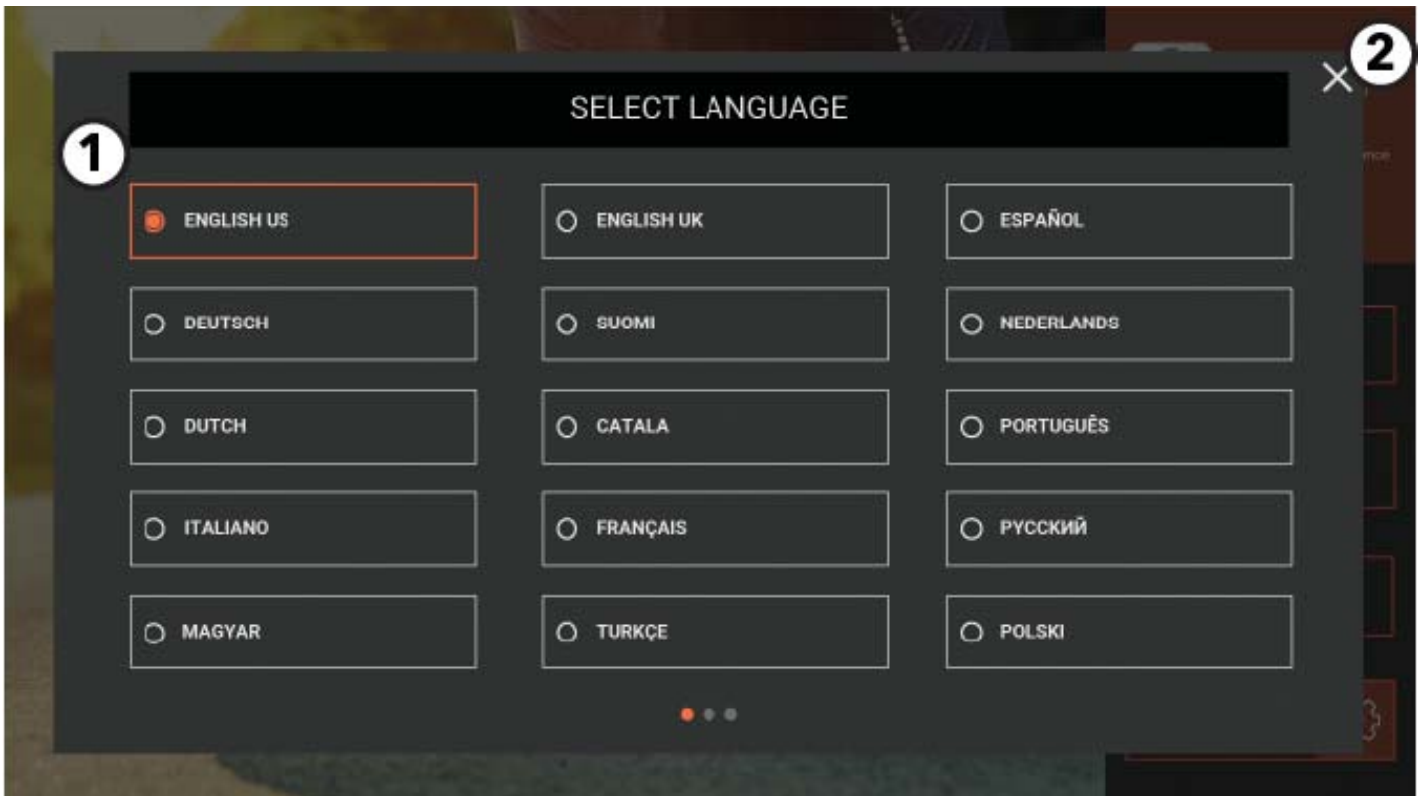 2
SELECT LANGUAGE
1
ENGLISH US
ENGLISH UK
ESPAÑOL
DEUTSCH
SUOMI
NEDERLANDS
DUTCH
CATALA
PORTUGUÊS
ITALIANO
FRANÇAIS
РУССКИЙ
MAGYAR
TURKÇE
POLSKI